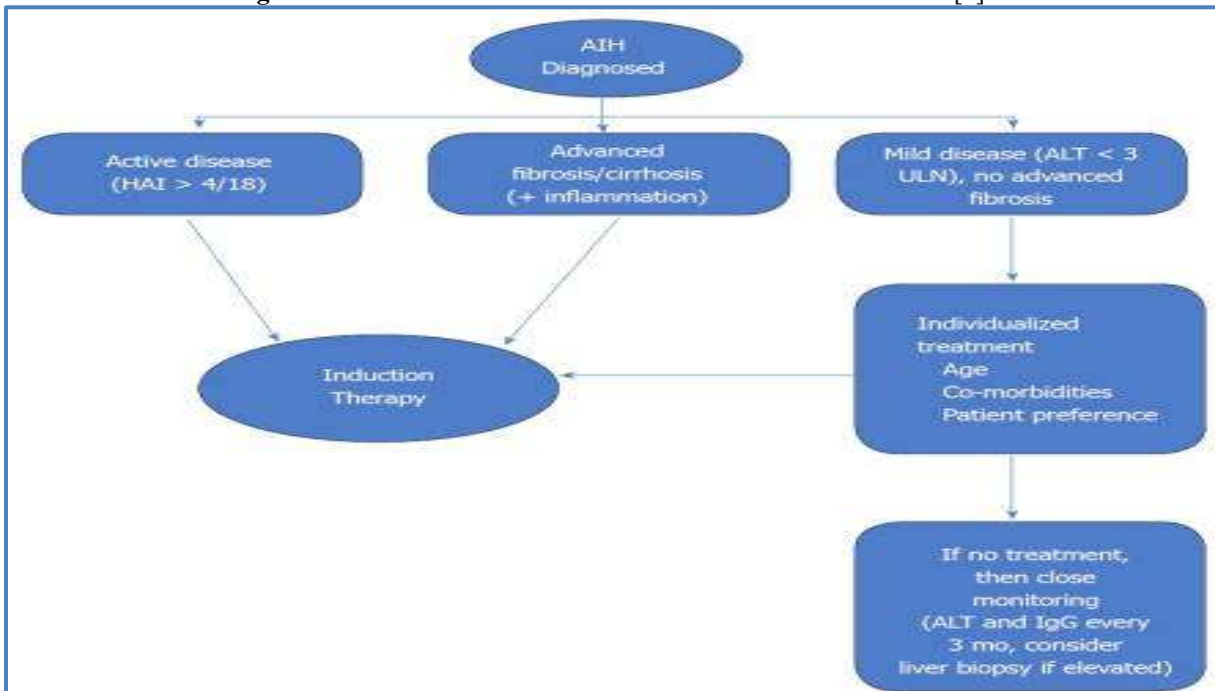 AIH
Diagnosed
Active disease
(HAI > 4/18)
Advanced
fibrosis/cirrhosis
(+ inflammation)
Mild disease (ALT < 3
ULN), no advanced
fibrosis
Individualized
treatment
Age
Co-morbidities
Patient preference
Induction
Therapy
If no treatment,
then close
monitoring
(ALT and IgG every
3 mo, consider
liver biopsy if elevated)